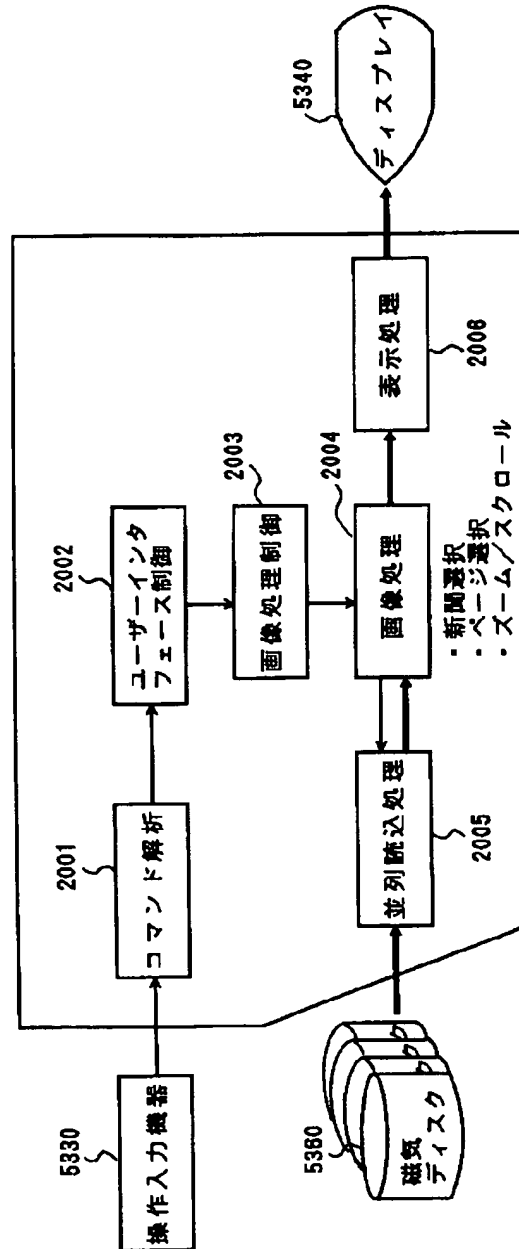 5330
操作入力機器
2001
コマンド解析
2002
ユーザーインタ
フェース制御
2003
画像処理制御
2004
画像処理
・新聞選択
・ページ選択
・ズーム／スクロール
5360
磁気
ディスク
並列読込処理
2005
表示処理
2006
5340
ディスプレイ